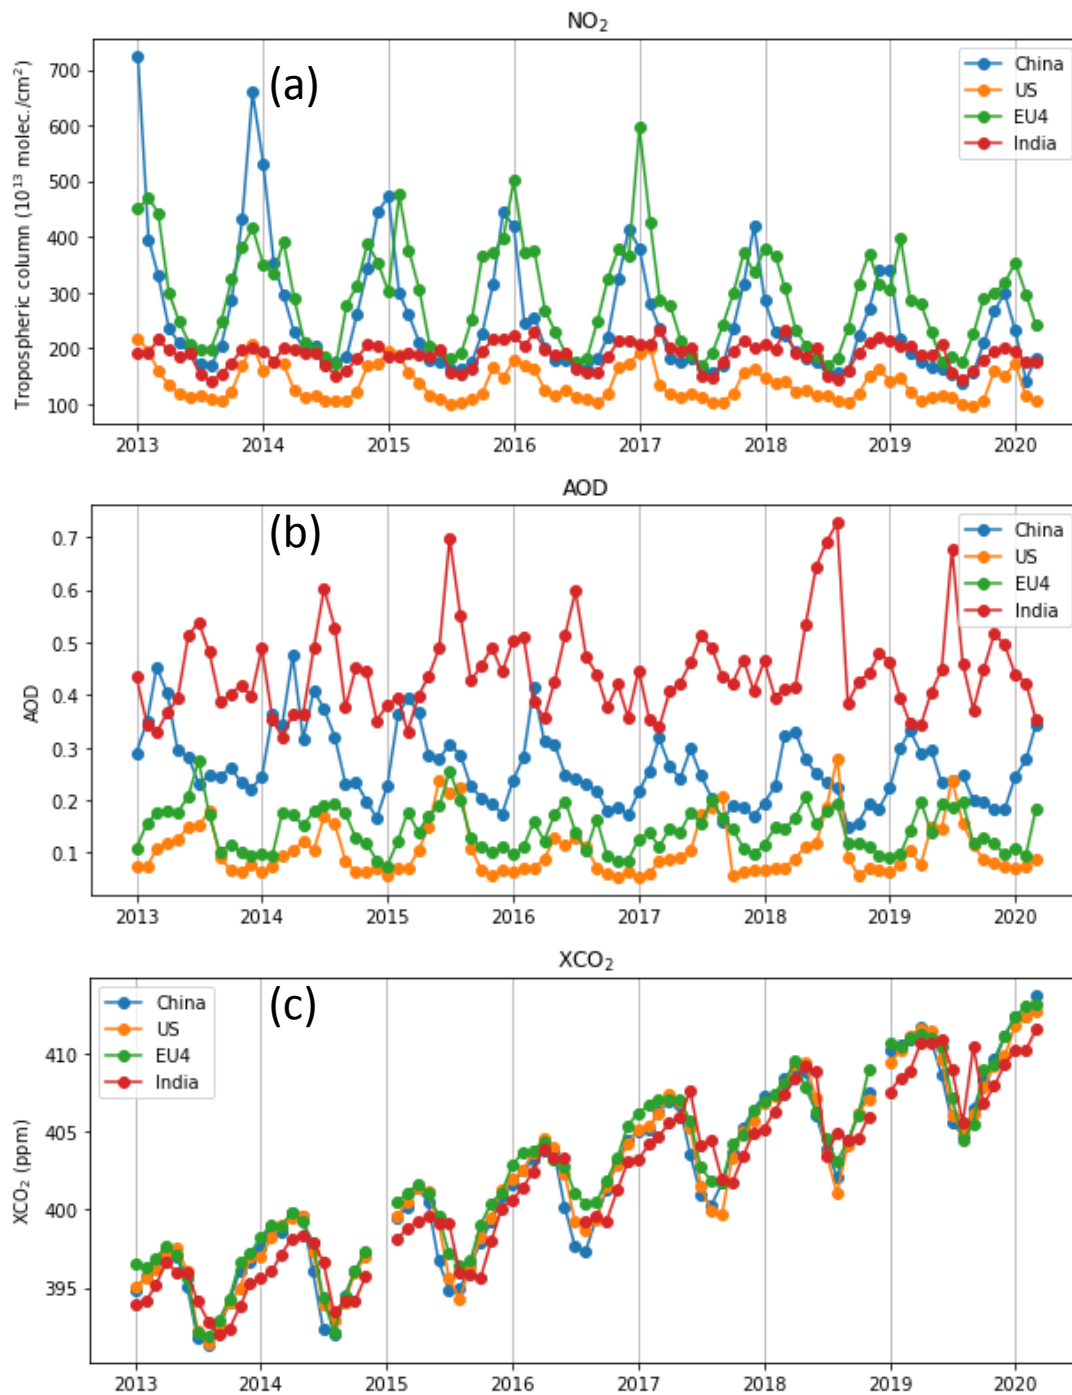 NO₂
(a)
Tropospheric column (10¹³ molec./cm²)
700
600
500
400
300
200
100
China
US
EU4
India
2013 2014 2015 2016 2017 2018 2019 2020
AOD
(b)
AOD
0.7
0.6
0.5
0.4
0.3
0.2
0.1
China
US
EU4
India
2013 2014 2015 2016 2017 2018 2019 2020
XCO₂
(c)
XCO₂ (ppm)
China
US
EU4
India
410
405
400
395
2013 2014 2015 2016 2017 2018 2019 2020